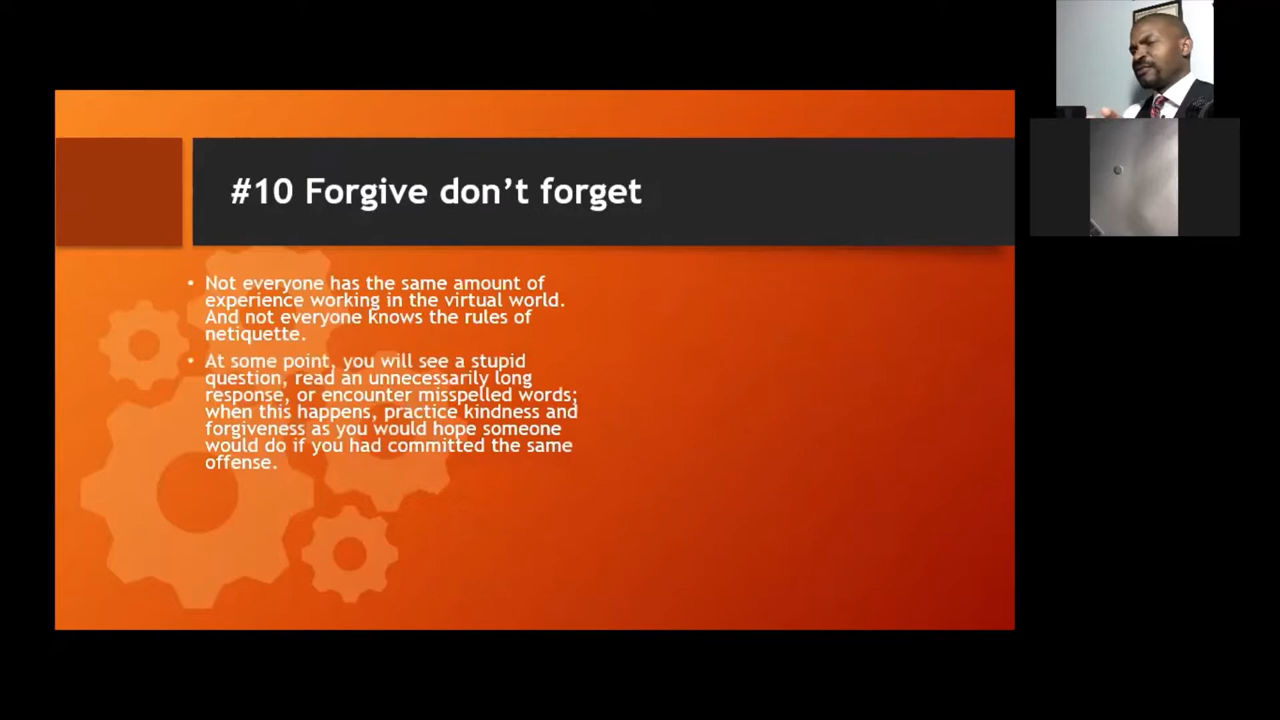 #10 Forgive don’t forget
• Not everyone has the same amount of
experience working in the virtual world.
And not everyone knows the rules of
netiquette.
• At some point, you will see a stupid
question, read an unnecessarily long
response, or encounter misspelled words;
when this happens, practice kindness and
forgiveness as you would hope someone
would do if you had committed the same
offense.